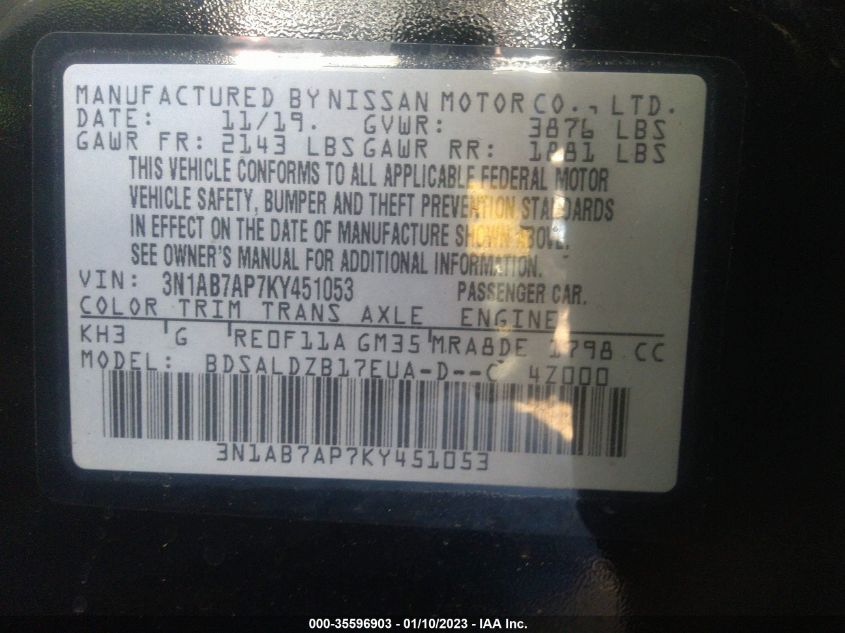 MANUFACTURED BY NISSAN MOTOR CO., LTD.
DATE: 11/19. GVWR: 3876 LBS
GAWR FR: 2143 LBS GAWR RR: 1881 LBS
THIS VEHICLE CONFORMS TO ALL APPLICABLE FEDERAL MOTOR
VEHICLE SAFETY, BUMPER AND THEFT PREVENTION STANDARDS
IN EFFECT ON THE DATE OF MANUFACTURE SHOWN ABOVE.
SEE OWNER'S MANUAL FOR ADDITIONAL INFORMATION.
VIN: 3N1AB7AP7KY451053 PASSENGER CAR.
COLOR TRIM TRANS AXLE ENGINE
KH3 G RE0F11A GM35 MRA8DE 1798 CC
MODEL: BDSALDZB17EUA-D--C 4Z000
3N1AB7AP7KY451053
000-35596903 - 01/10/2023 - IAA Inc.